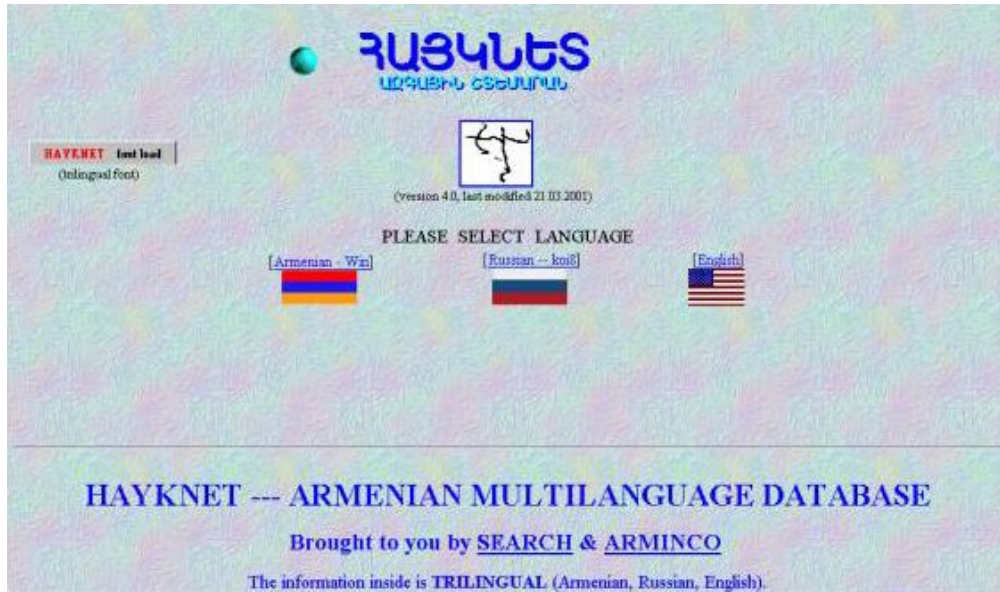 ՀԱՅԿՆԵՏ
ԱԶԳԱՅԻՆ ՇՏԵՄԱՐԱՆ
HAYKNET font load
(trilingual font)
(version 4.0, last modified 21.03.2001)
PLEASE SELECT LANGUAGE
[Armenian - Win] [Russian -- koi8] [English]
HAYKNET --- ARMENIAN MULTILANGUAGE DATABASE
Brought to you by SEARCH & ARMINCO
The information inside is TRILINGUAL (Armenian, Russian, English).